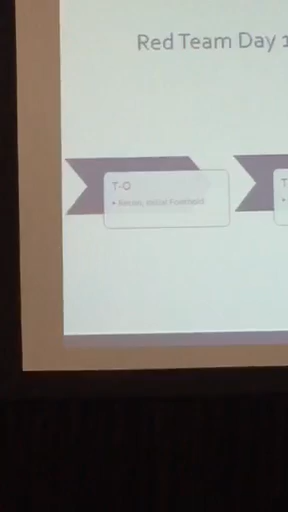 Red Team Day 1
T-0
• Recon, Initial Foothold
T
•